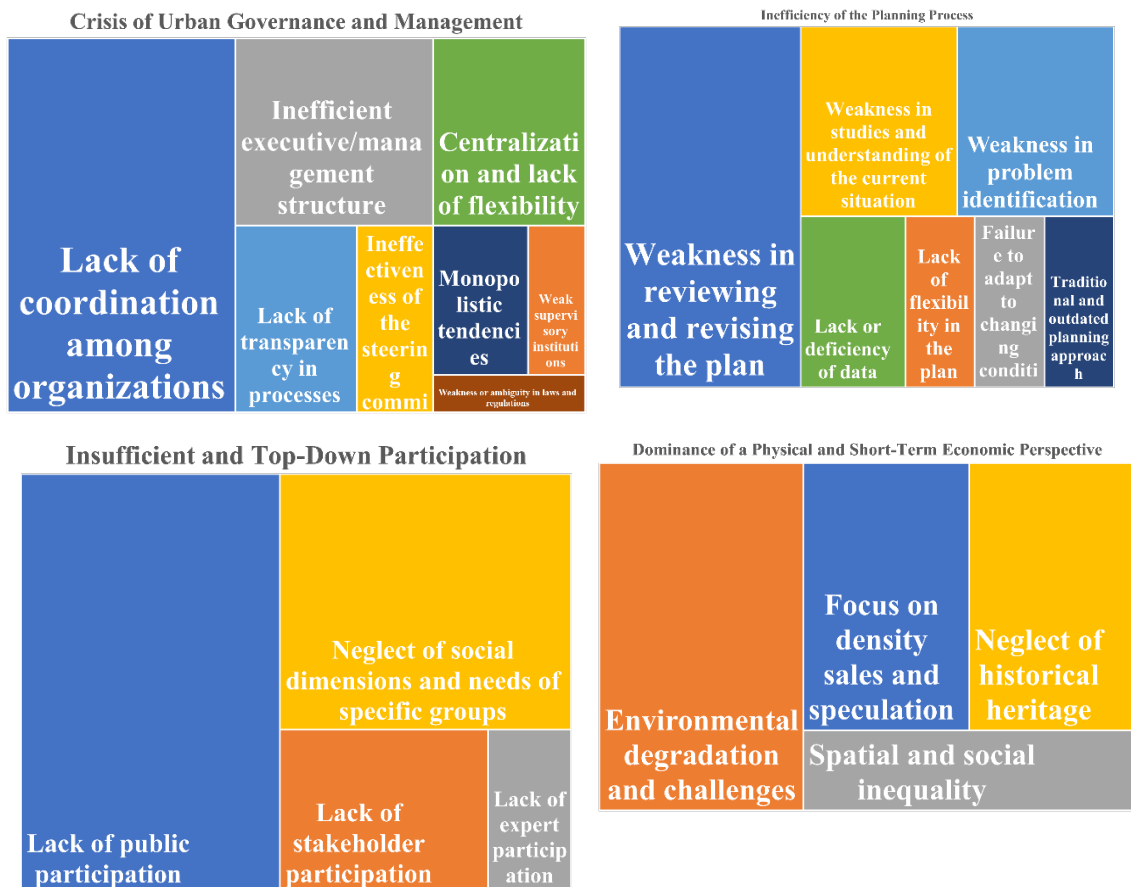 Crisis of Urban Governance and Management
Lack of
coordination
among
organizations
Inefficient
executive/mana
gement
structure
Centralizati
on and lack
of flexibility
Lack of
transparen
cy in
processes
Ineffe
ctiven
ess of
the
steerin
g
commi
Monopo
listic
tendenci
es
Weak
supervi
sory
instituti
ons
Weakness or ambiguity in laws and
regulations
Inefficiency of the Planning Process
Weakness in
reviewing
and revising
the plan
Weakness in
studies and
understanding of
the current
situation
Weakness in
problem
identification
Lack or
deficiency
of data
Lack
of
flexibil
ity in
the
plan
Failur
e to
adapt
to
changi
ng
conditi
Traditio
nal and
outdated
planning
approac
h
Insufficient and Top-Down Participation
Lack of public
participation
Neglect of social
dimensions and needs of
specific groups
Lack of
stakeholder
participation
Lack of
expert
particip
ation
Dominance of a Physical and Short-Term Economic Perspective
Environmental
degradation
and challenges
Focus on
density
sales and
speculation
Neglect of
historical
heritage
Spatial and social
inequality